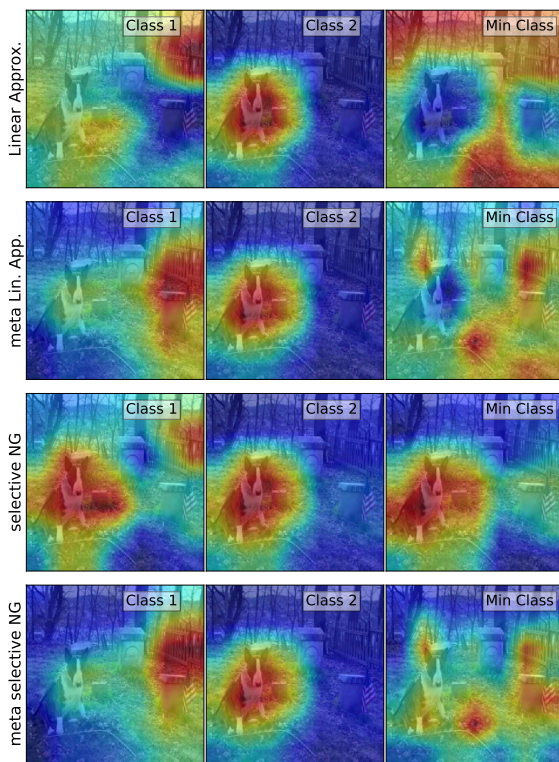 Linear Approx.
Class 1
Class 2
Min Class
meta Lin. App.
Class 1
Class 2
Min Class
selective NG
Class 1
Class 2
Min Class
meta selective NG
Class 1
Class 2
Min Class